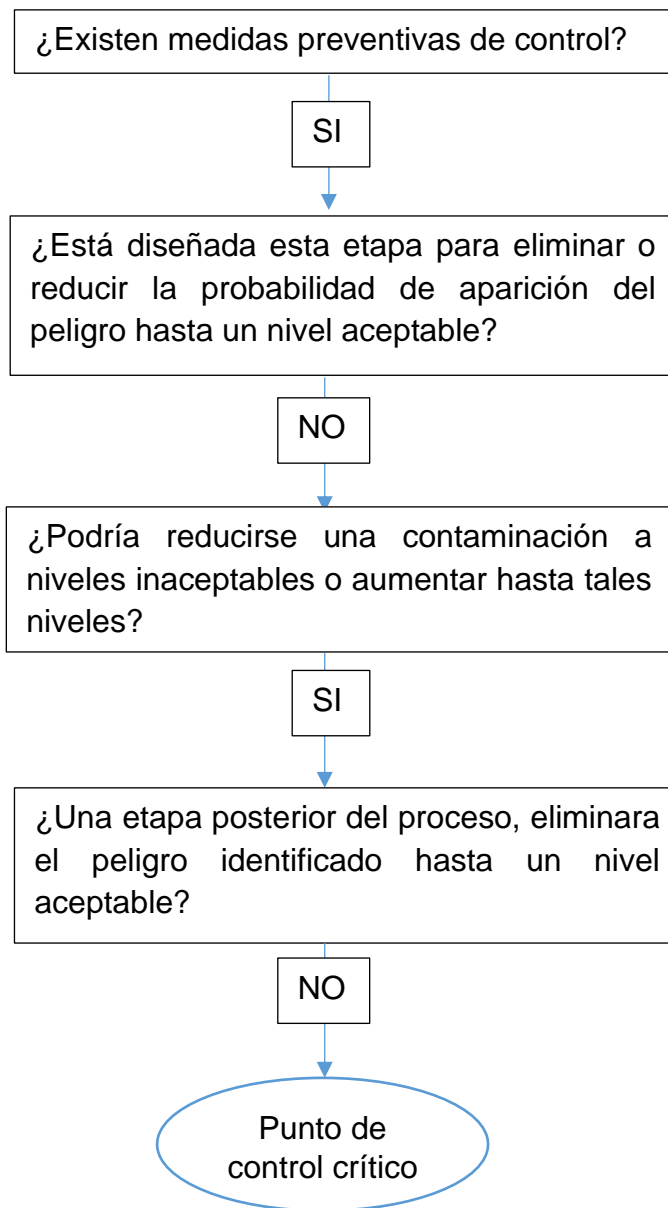 ¿Existen medidas preventivas de control?
SI
¿Está diseñada esta etapa para eliminar o
reducir la probabilidad de aparición del
peligro hasta un nivel aceptable?
NO
¿Podría reducirse una contaminación a
niveles inaceptables o aumentar hasta tales
niveles?
SI
¿Una etapa posterior del proceso, eliminara
el peligro identificado hasta un nivel
aceptable?
NO
Punto de
control crítico